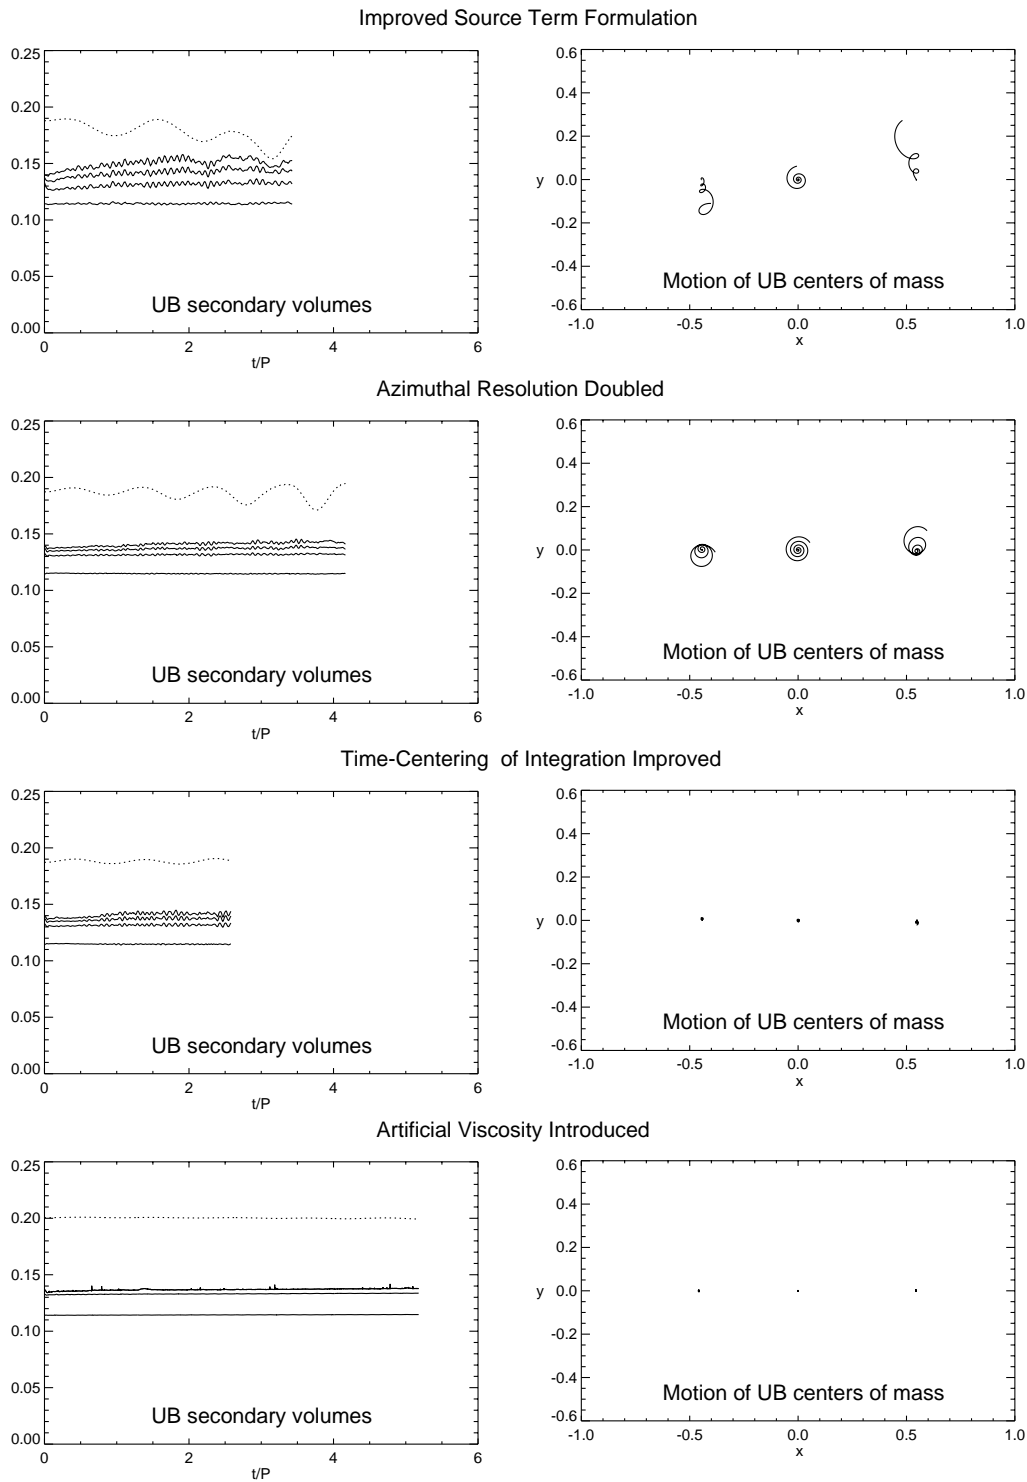 Improved Source Term Formulation
0.25
0.20
0.15
0.10
0.05
0.00
UB secondary volumes
0 2 4 6
t/P
0.6
0.4
0.2
y 0.0
-0.2
-0.4
-0.6
Motion of UB centers of mass
-1.0 -0.5 0.0 0.5 1.0
x
Azimuthal Resolution Doubled
0.25
0.20
0.15
0.10
0.05
0.00
UB secondary volumes
0 2 4 6
t/P
0.6
0.4
0.2
y 0.0
-0.2
-0.4
-0.6
Motion of UB centers of mass
-1.0 -0.5 0.0 0.5 1.0
x
Time-Centering of Integration Improved
0.25
0.20
0.15
0.10
0.05
0.00
UB secondary volumes
0 2 4 6
t/P
0.6
0.4
0.2
y 0.0
-0.2
-0.4
-0.6
Motion of UB centers of mass
-1.0 -0.5 0.0 0.5 1.0
x
Artificial Viscosity Introduced
0.25
0.20
0.15
0.10
0.05
0.00
UB secondary volumes
0 2 4 6
t/P
0.6
0.4
0.2
y 0.0
-0.2
-0.4
-0.6
Motion of UB centers of mass
-1.0 -0.5 0.0 0.5 1.0
x